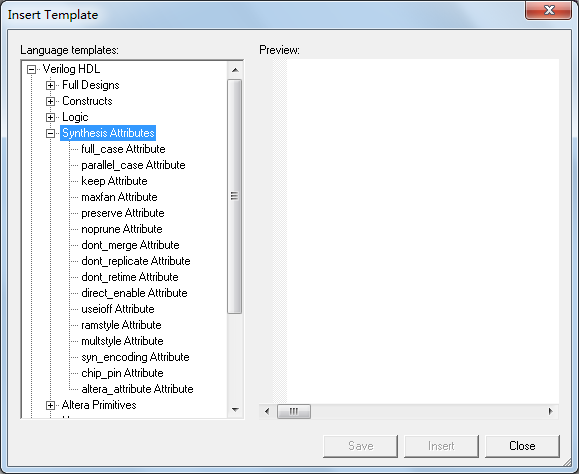 Insert Template
Language templates:
Preview:
Verilog HDL
Full Designs
Constructs
Logic
Synthesis Attributes
full_case Attribute
parallel_case Attribute
keep Attribute
maxfan Attribute
preserve Attribute
noprune Attribute
dont_merge Attribute
dont_replicate Attribute
dont_retime Attribute
direct_enable Attribute
useioff Attribute
ramstyle Attribute
multstyle Attribute
syn_encoding Attribute
chip_pin Attribute
altera_attribute Attribute
Altera Primitives
Save
Insert
Close